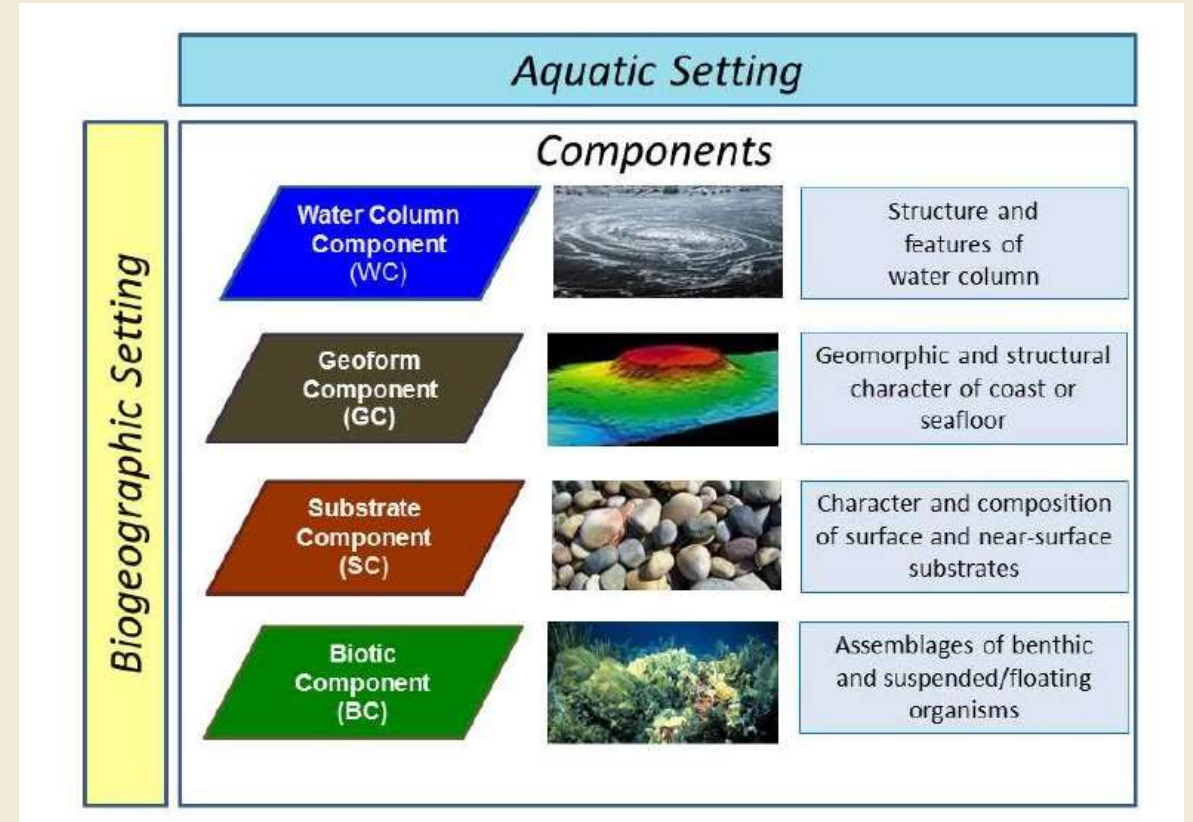 Aquatic Setting
Biogeographic Setting
Components
Water Column
Component
(WC)
Structure and
features of
water column
Geoform
Component
(GC)
Geomorphic and structural
character of coast or
seafloor
Substrate
Component
(SC)
Character and composition
of surface and near-surface
substrates
Biotic
Component
(BC)
Assemblages of benthic
and suspended/floating
organisms